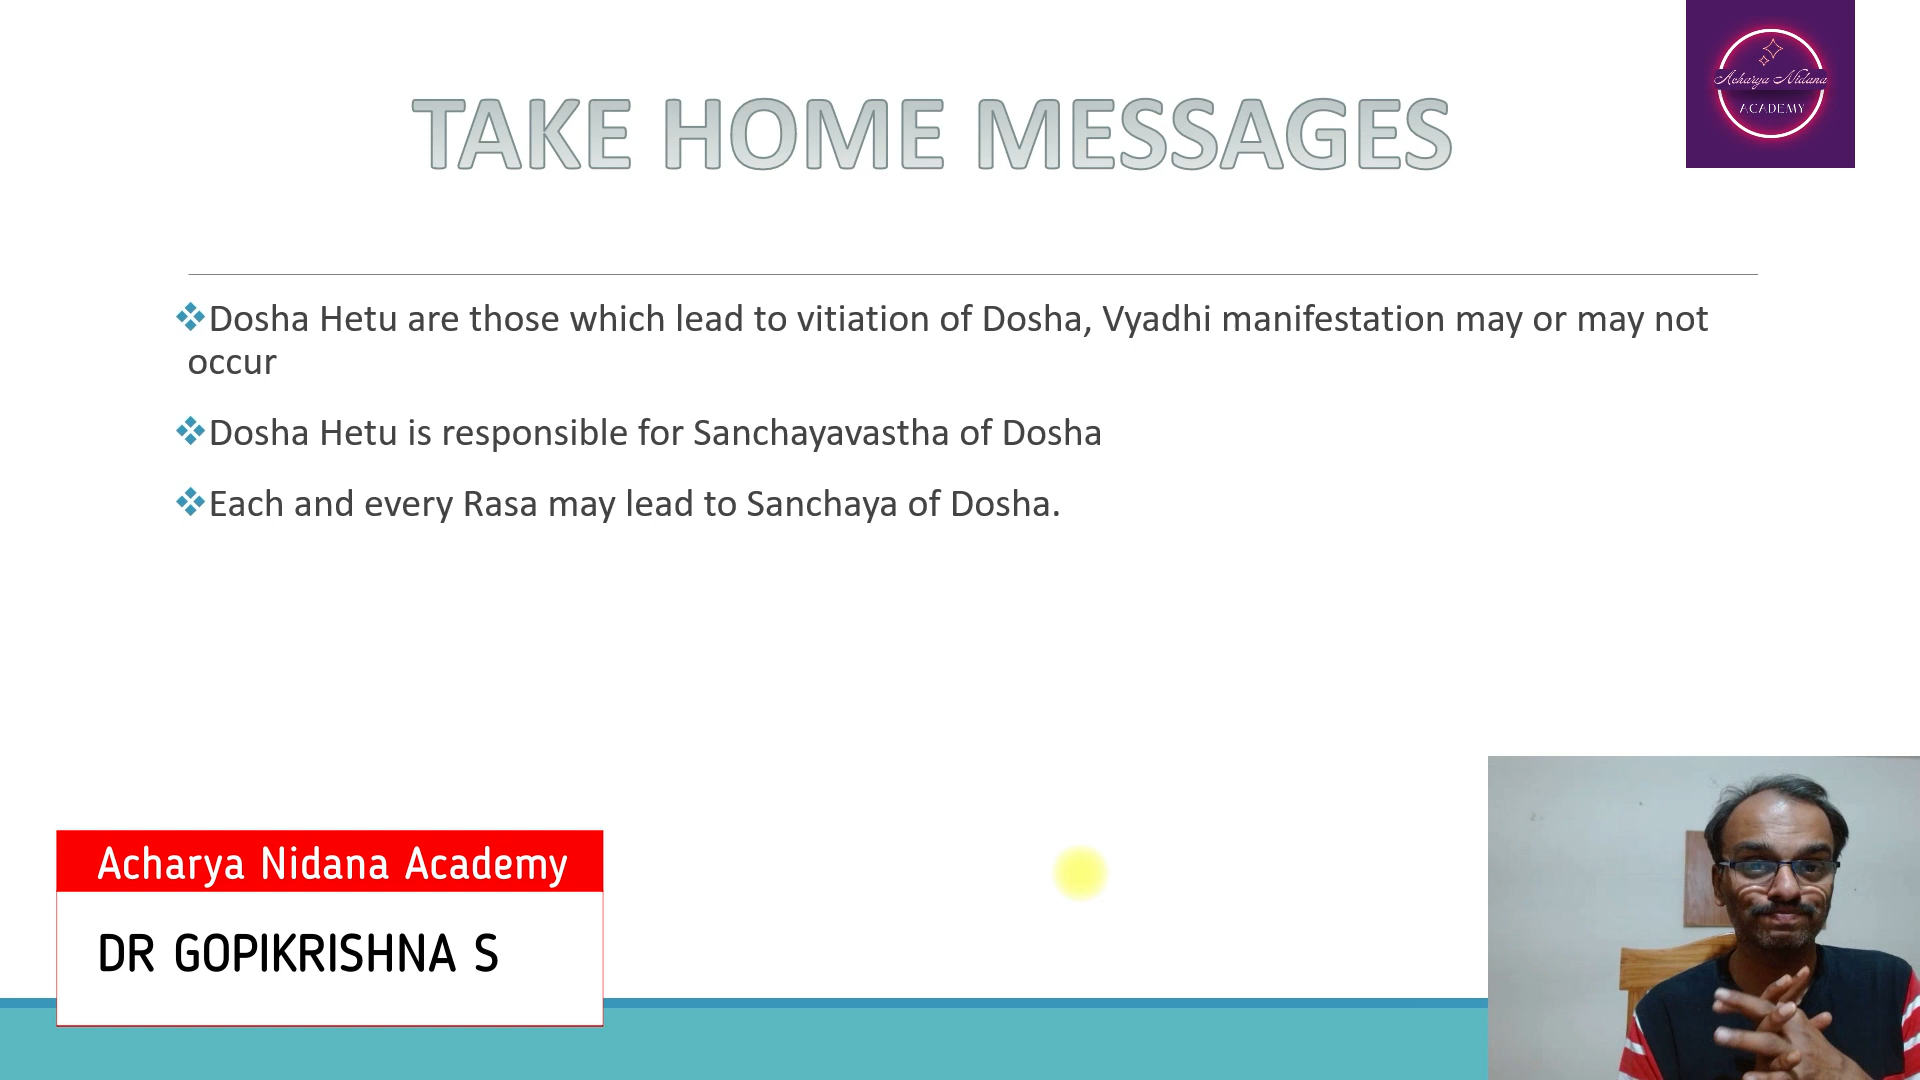 TAKE HOME MESSAGES
Acharya Nidana
ACADEMY
❖Dosha Hetu are those which lead to vitiation of Dosha, Vyadhi manifestation may or may not
occur
❖Dosha Hetu is responsible for Sanchayavastha of Dosha
❖Each and every Rasa may lead to Sanchaya of Dosha.
Acharya Nidana Academy
DR GOPIKRISHNA S